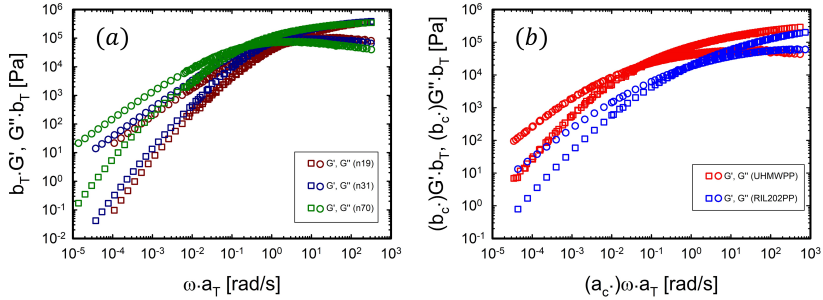 (a)
b_T·G', G''·b_T [Pa]
10^6
10^5
10^4
10^3
10^2
10^1
10^0
10^-1
10^-2
G', G'' (n19)
G', G'' (n31)
G', G'' (n70)
10^-5 10^-4 10^-3 10^-2 10^-1 10^0 10^1 10^2 10^3
ω·a_T [rad/s]
(b)
(b_c·)G'·b_T, (b_c·)G''·b_T [Pa]
10^6
10^5
10^4
10^3
10^2
10^1
10^0
10^-1
G', G'' (UHMWPP)
G', G'' (RIL202PP)
10^-5 10^-4 10^-3 10^-2 10^-1 10^0 10^1 10^2 10^3
(a_c·)ω·a_T [rad/s]